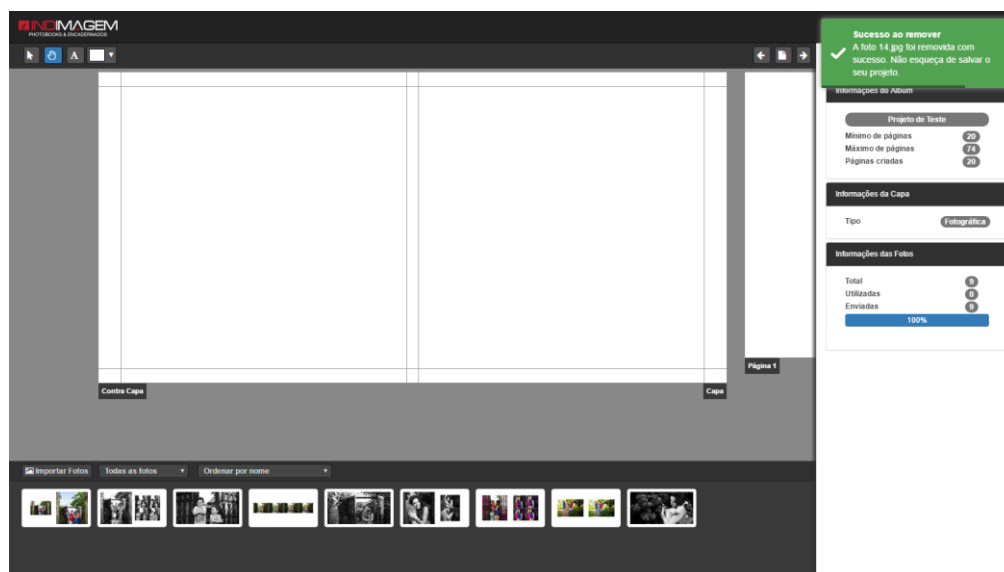 INDIMAGEM
PHOTOBOOKS & ENCADERNADOS
A
Sucesso ao remover
A foto 14.jpg foi removida com
sucesso. Não esqueça de salvar o
seu projeto.
Informações do Álbum
Projeto de Teste
Mínimo de páginas 20
Máximo de páginas 74
Páginas criadas 20
Informações da Capa
Tipo Fotográfica
Informações das Fotos
Total 9
Utilizadas 0
Enviadas 9
100%
Página 1
Contra Capa
Capa
Importar Fotos
Todas as fotos
Ordenar por nome